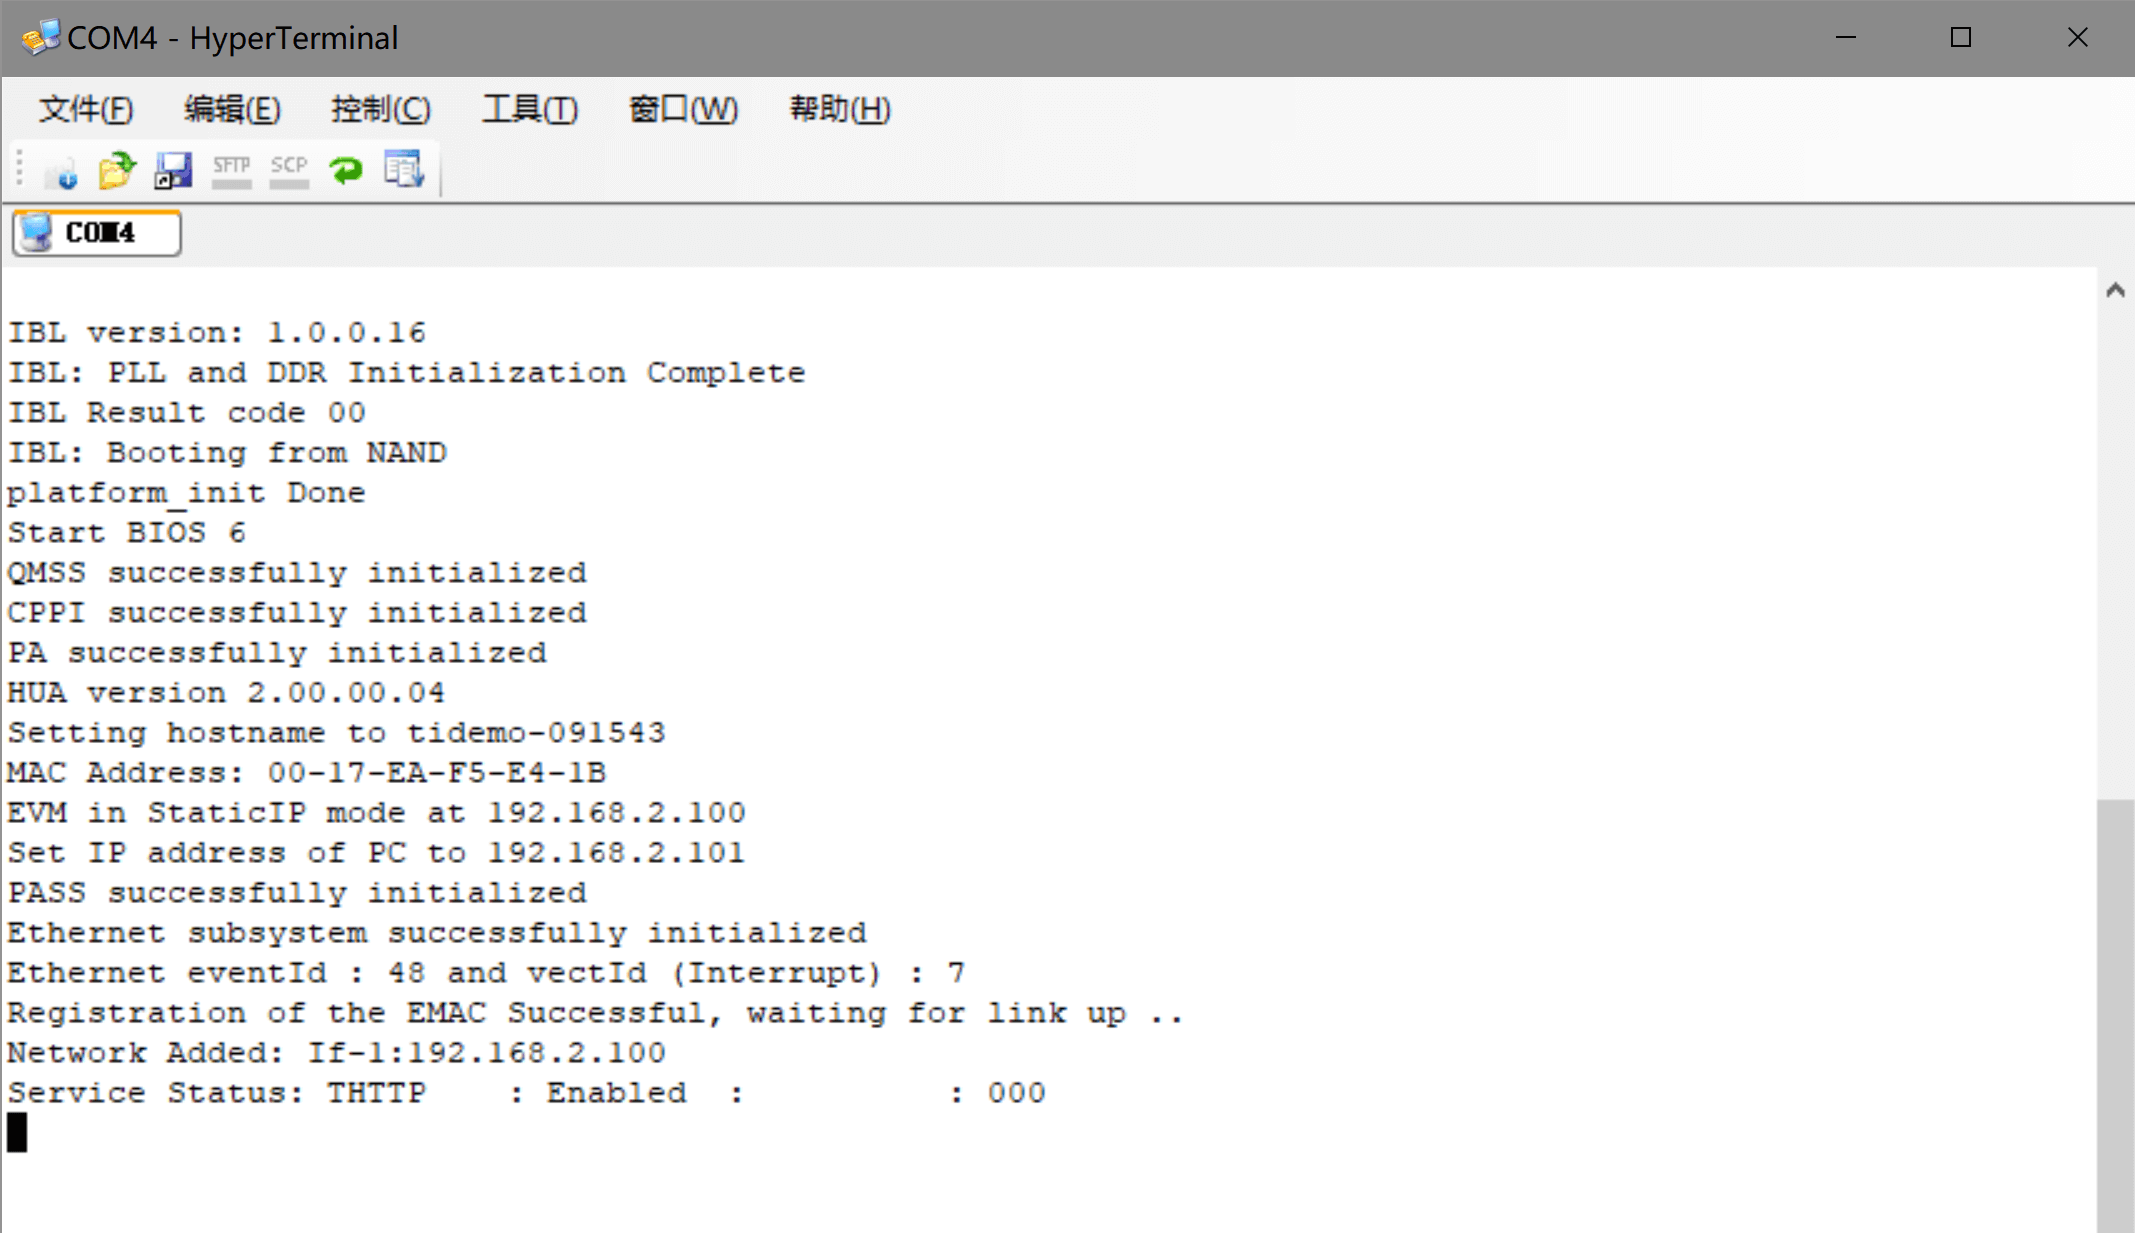 COM4 - HyperTerminal
文件(F) 编辑(E) 控制(C) 工具(T) 窗口(W) 帮助(H)
SFTP SCP
COM4
IBL version: 1.0.0.16
IBL: PLL and DDR Initialization Complete
IBL Result code 00
IBL: Booting from NAND
platform_init Done
Start BIOS 6
QMSS successfully initialized
CPPI successfully initialized
PA successfully initialized
HUA version 2.00.00.04
Setting hostname to tidemo-091543
MAC Address: 00-17-EA-F5-E4-1B
EVM in StaticIP mode at 192.168.2.100
Set IP address of PC to 192.168.2.101
PASS successfully initialized
Ethernet subsystem successfully initialized
Ethernet eventId : 48 and vectId (Interrupt) : 7
Registration of the EMAC Successful, waiting for link up ..
Network Added: If-1:192.168.2.100
Service Status: THTTP    : Enabled  :          : 000